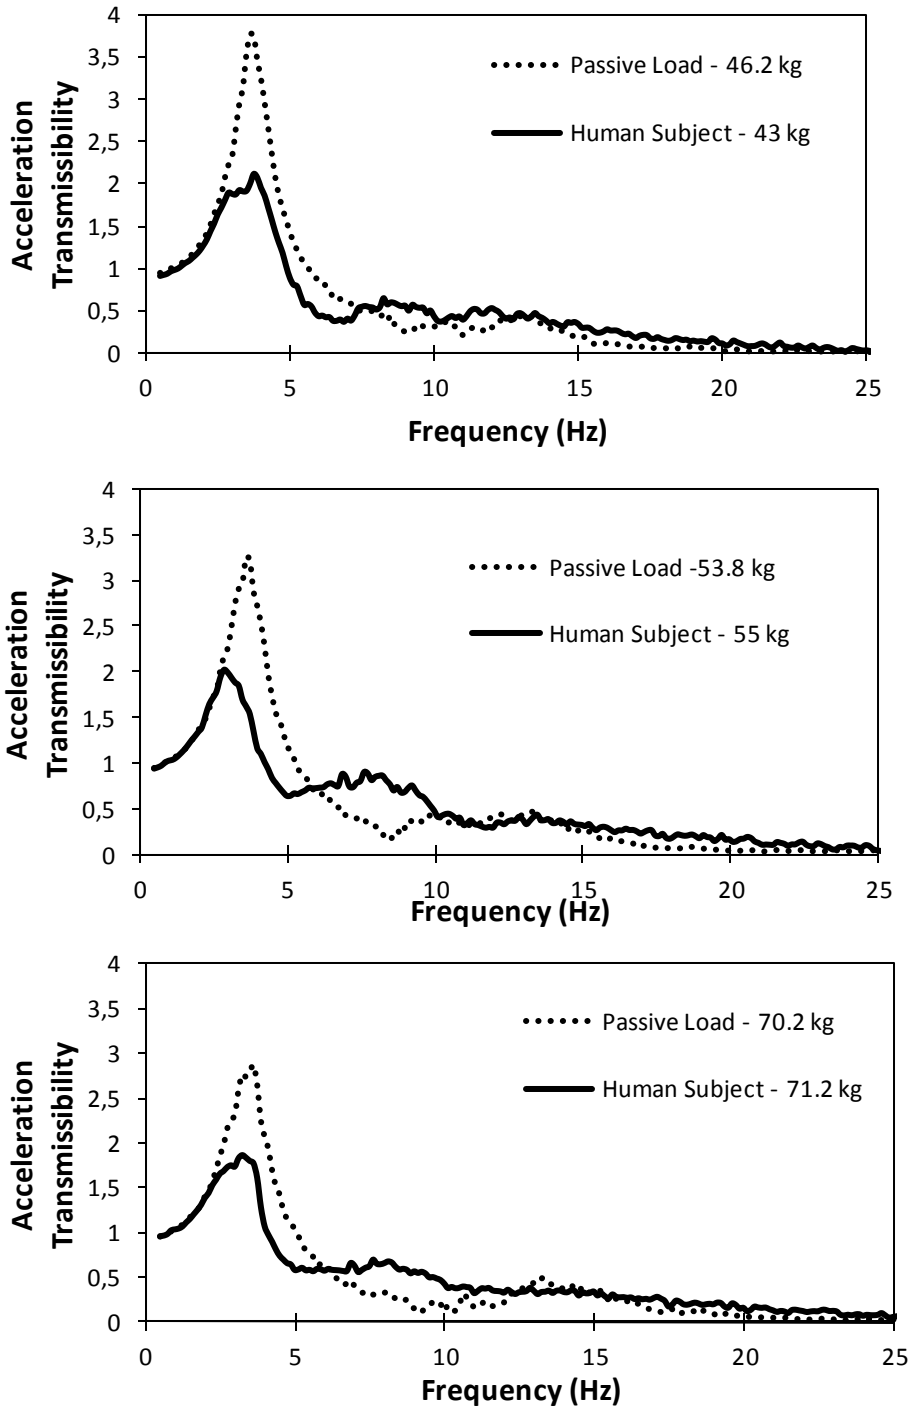 4
3,5
3
2,5
2
1,5
1
0,5
0
Acceleration
Transmissibility
Passive Load - 46.2 kg
Human Subject - 43 kg
0 5 10 15 20 25
Frequency (Hz)
4
3,5
3
2,5
2
1,5
1
0,5
0
Acceleration
Transmissibility
Passive Load -53.8 kg
Human Subject - 55 kg
0 5 10 15 20 25
Frequency (Hz)
4
3,5
3
2,5
2
1,5
1
0,5
0
Acceleration
Transmissibility
Passive Load - 70.2 kg
Human Subject - 71.2 kg
0 5 10 15 20 25
Frequency (Hz)